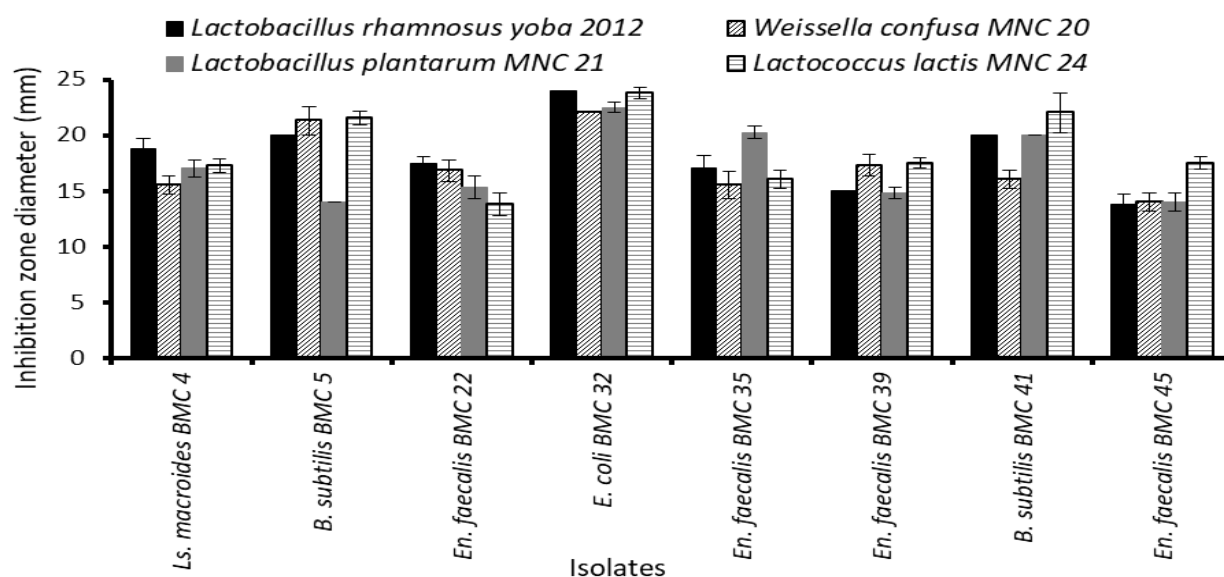 Lactobacillus rhamnosus yoba 2012
Weissella confusa MNC 20
Lactobacillus plantarum MNC 21
Lactococcus lactis MNC 24
Inhibition zone diameter (mm)
25
20
15
10
5
0
Ls. macroides BMC 4
B. subtilis BMC 5
En. faecalis BMC 22
E. coli BMC 32
En. faecalis BMC 35
En. faecalis BMC 39
B. subtilis BMC 41
En. faecalis BMC 45
Isolates